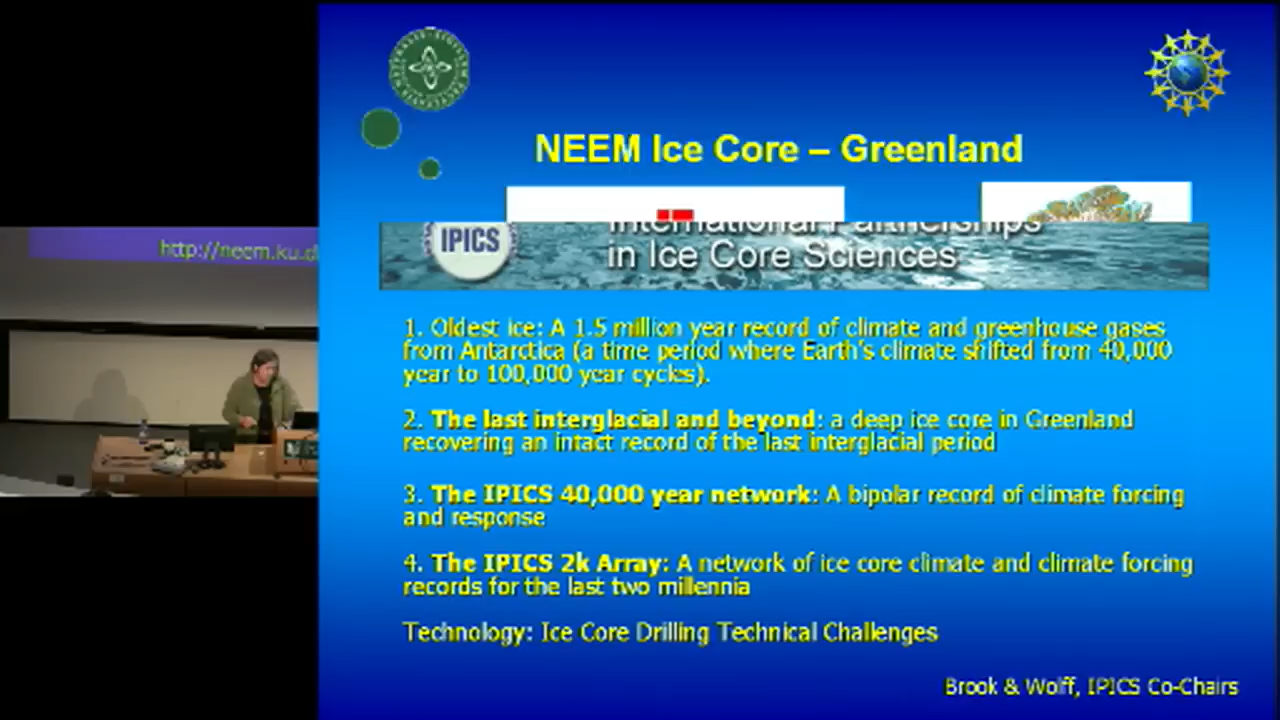 NEEM Ice Core – Greenland
International Partnerships
IPICS
in Ice Core Sciences
http://neem.ku.d
1. Oldest ice: A 1.5 million year record of climate and greenhouse gases
from Antarctica (a time period where Earth's climate shifted from 40,000
year to 100,000 year cycles).
2. The last interglacial and beyond: a deep ice core in Greenland
recovering an intact record of the last interglacial period
3. The IPICS 40,000 year network: A bipolar record of climate forcing
and response
4. The IPICS 2k Array: A network of ice core climate and climate forcing
records for the last two millennia
Technology: Ice Core Drilling Technical Challenges
Brook & Wolff, IPICS Co-Chairs